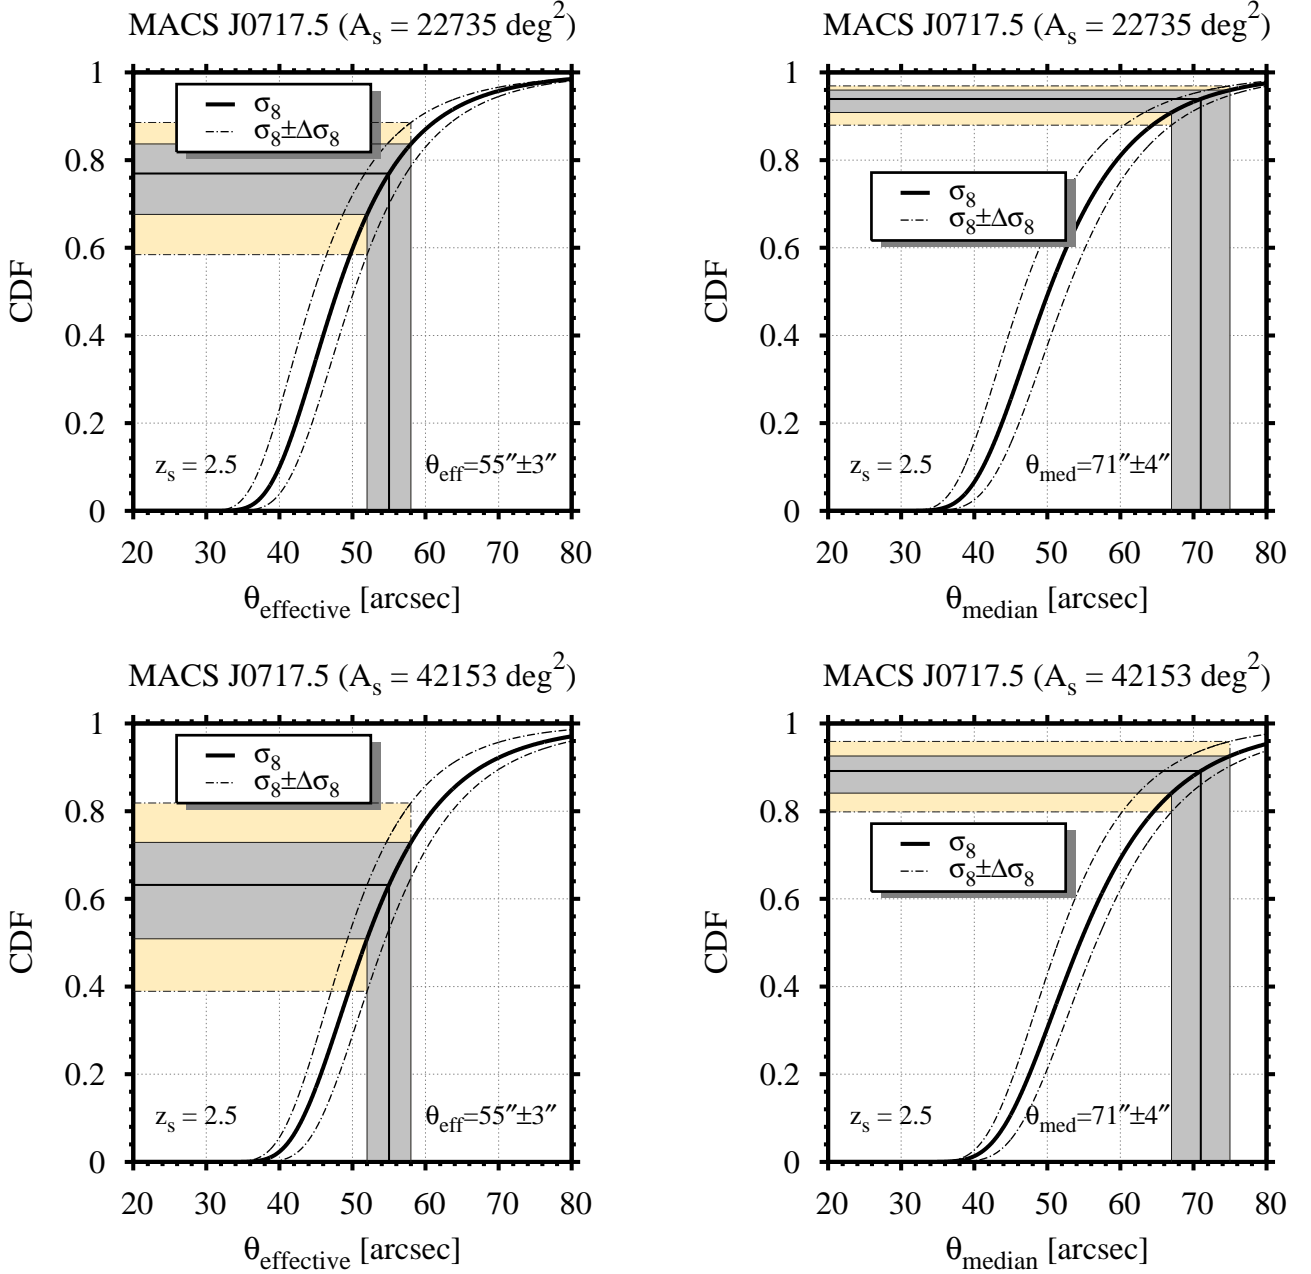 MACS J0717.5 (Aₛ = 22735 deg²)
1
0.8
0.6
0.4
0.2
0
CDF
σ₈
σ₈±Δσ₈
zₛ = 2.5
θeff=55″±3″
20 30 40 50 60 70 80
θeffective [arcsec]
MACS J0717.5 (Aₛ = 22735 deg²)
1
0.8
0.6
0.4
0.2
0
CDF
σ₈
σ₈±Δσ₈
zₛ = 2.5
θmed=71″±4″
20 30 40 50 60 70 80
θmedian [arcsec]
MACS J0717.5 (Aₛ = 42153 deg²)
1
0.8
0.6
0.4
0.2
0
CDF
σ₈
σ₈±Δσ₈
zₛ = 2.5
θeff=55″±3″
20 30 40 50 60 70 80
θeffective [arcsec]
MACS J0717.5 (Aₛ = 42153 deg²)
1
0.8
0.6
0.4
0.2
0
CDF
σ₈
σ₈±Δσ₈
zₛ = 2.5
θmed=71″±4″
20 30 40 50 60 70 80
θmedian [arcsec]